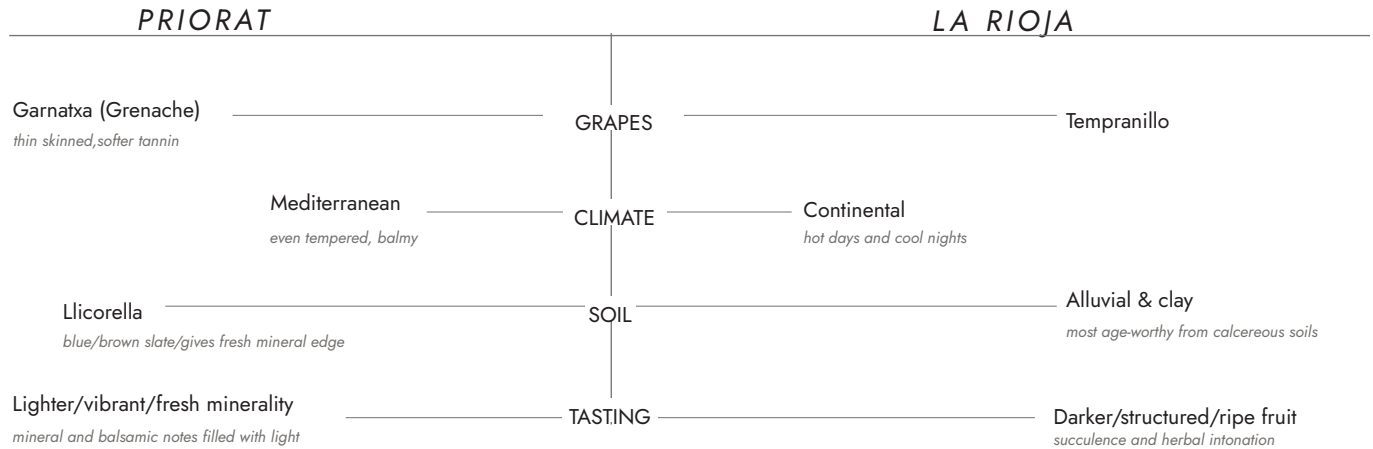 PRIORAT
LA RIOJA
Garnatxa (Grenache)
thin skinned,softer tannin
GRAPES
Tempranillo
Mediterranean
even tempered, balmy
CLIMATE
Continental
hot days and cool nights
Llicorella
blue/brown slate/gives fresh mineral edge
SOIL
Alluvial & clay
most age-worthy from calcereous soils
Lighter/vibrant/fresh minerality
mineral and balsamic notes filled with light
TASTING
Darker/structured/ripe fruit
succulence and herbal intonation